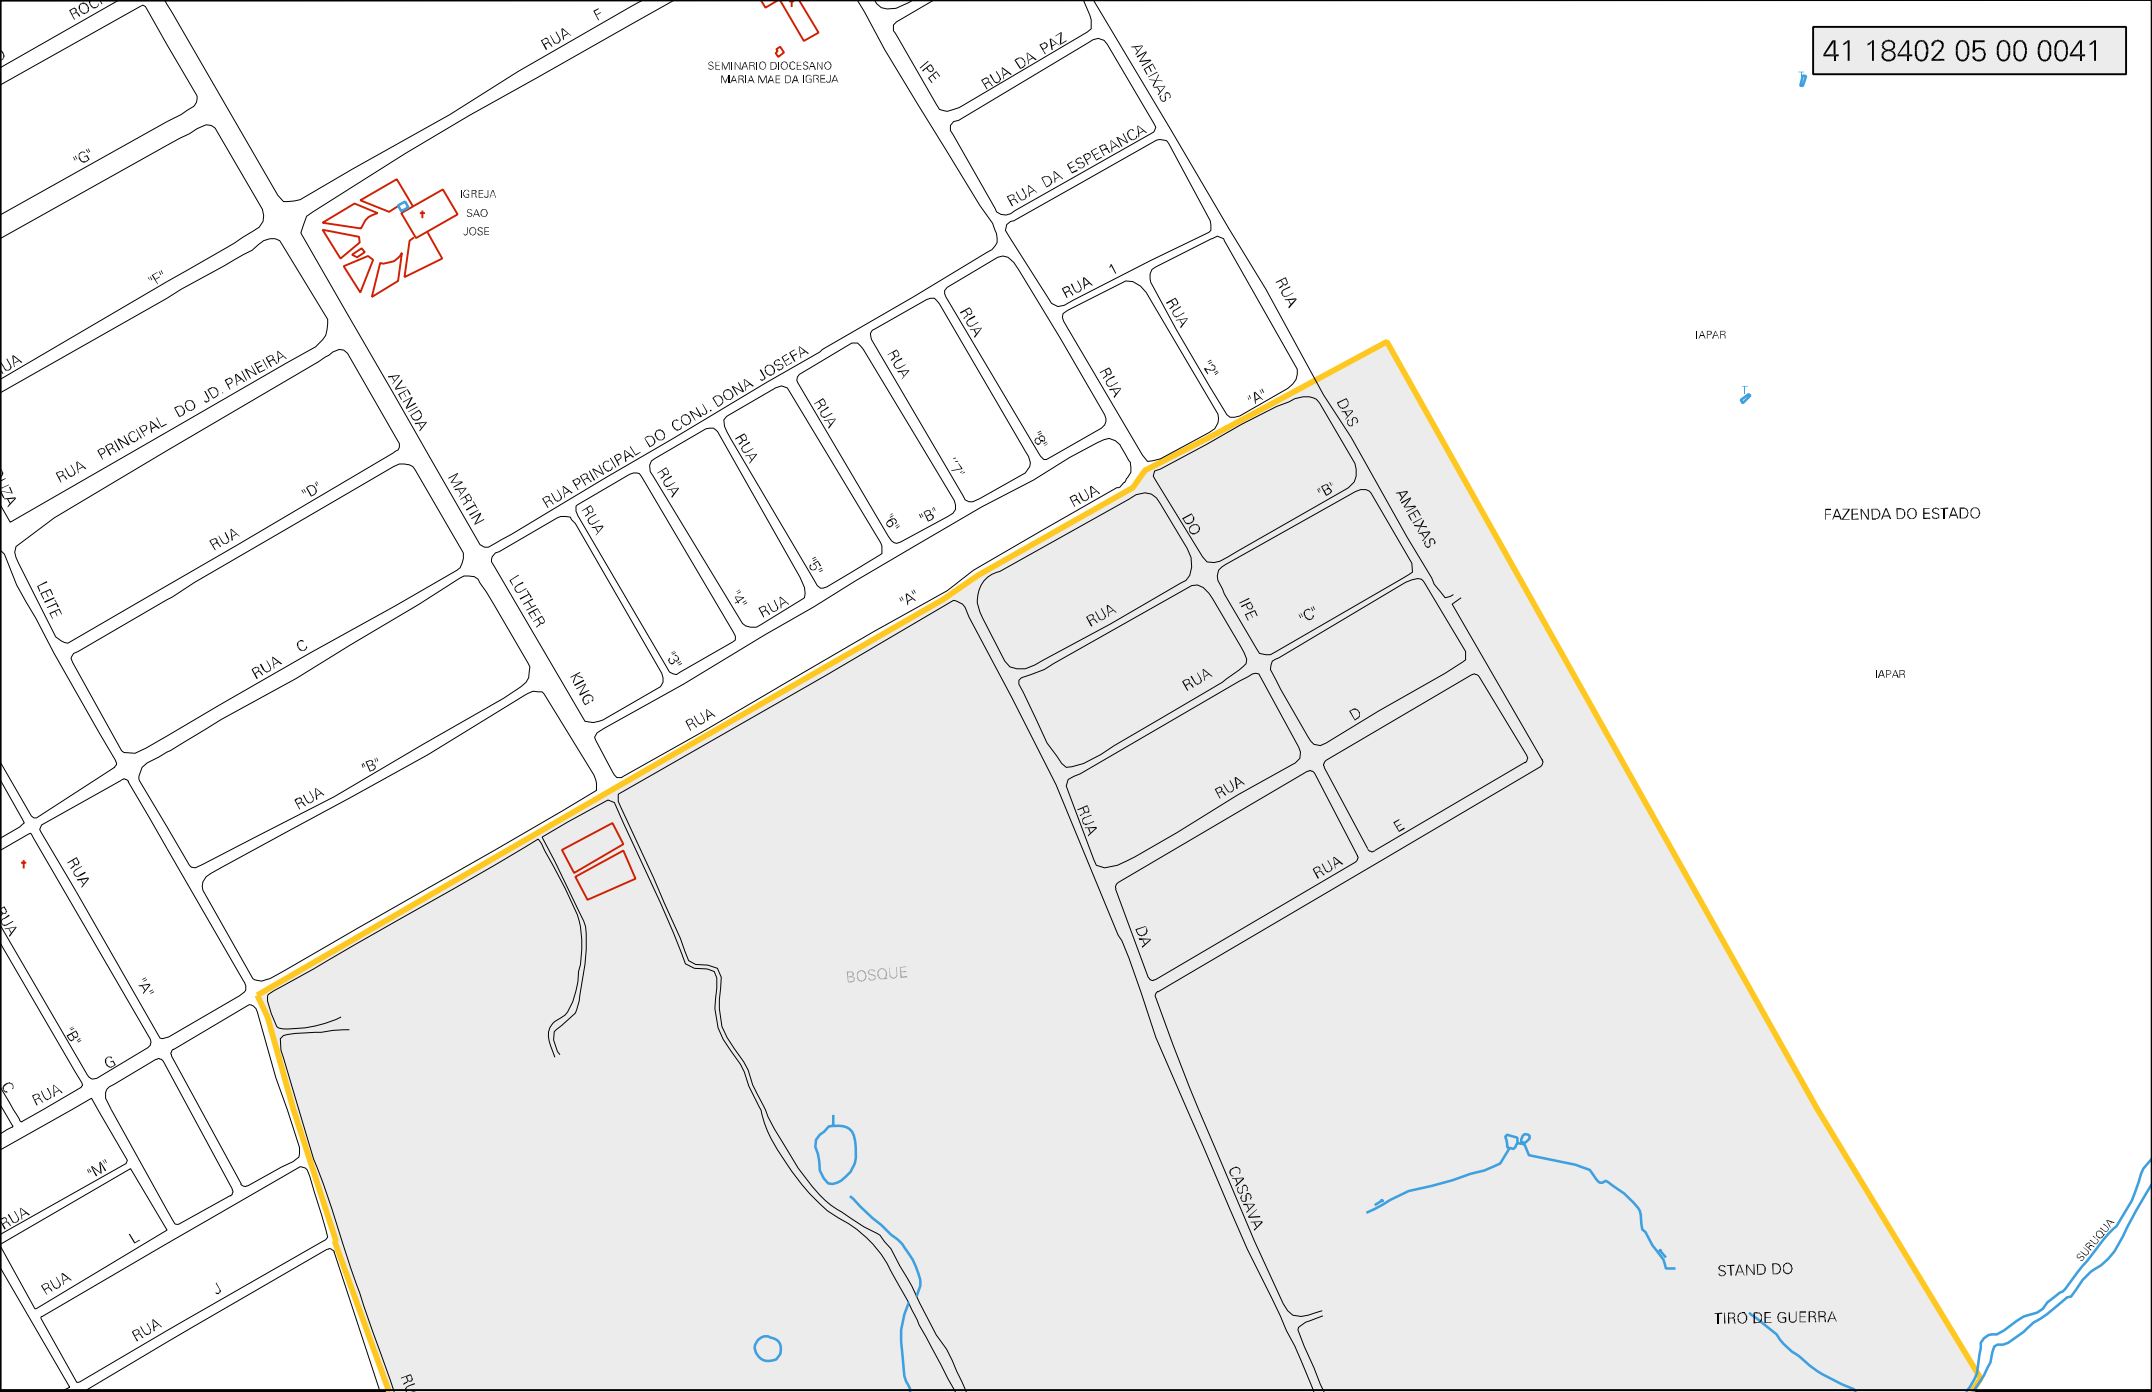 41 18402 05 00 0041
RUA F
SEMINARIO DIOCESANO
MARIA MAE DA IGREJA
IPE
RUA DA PAZ
AMEIXAS
"G"
RUA DA ESPERANCA
IGREJA
SAO
JOSE
"F"
RUA 1
RUA
RUA "2"
RUA
RUA "8"
IAPAR
RUA PRINCIPAL DO JD. PAINEIRA
AVENIDA
RUA PRINCIPAL DO CONJ. DONA JOSEFA
RUA "7"
"A"
DAS
RUA "6"
RUA "5"
RUA "4"
RUA "3"
MARTIN
RUA "D"
RUA
"B"
"B"
DO
AMEIXAS
FAZENDA DO ESTADO
LEITE
LUTHER
RUA
"A"
RUA
IPE
"C"
RUA C
KING
RUA
RUA
D
IAPAR
RUA "B"
RUA
RUA
E
RUA
RUA
"A"
RUA
DA
BOSQUE
"B"
G
RUA
C
"M"
RUA
L
RUA
J
RUA
CASSAVA
SURUQUA
STAND DO
TIRO DE GUERRA